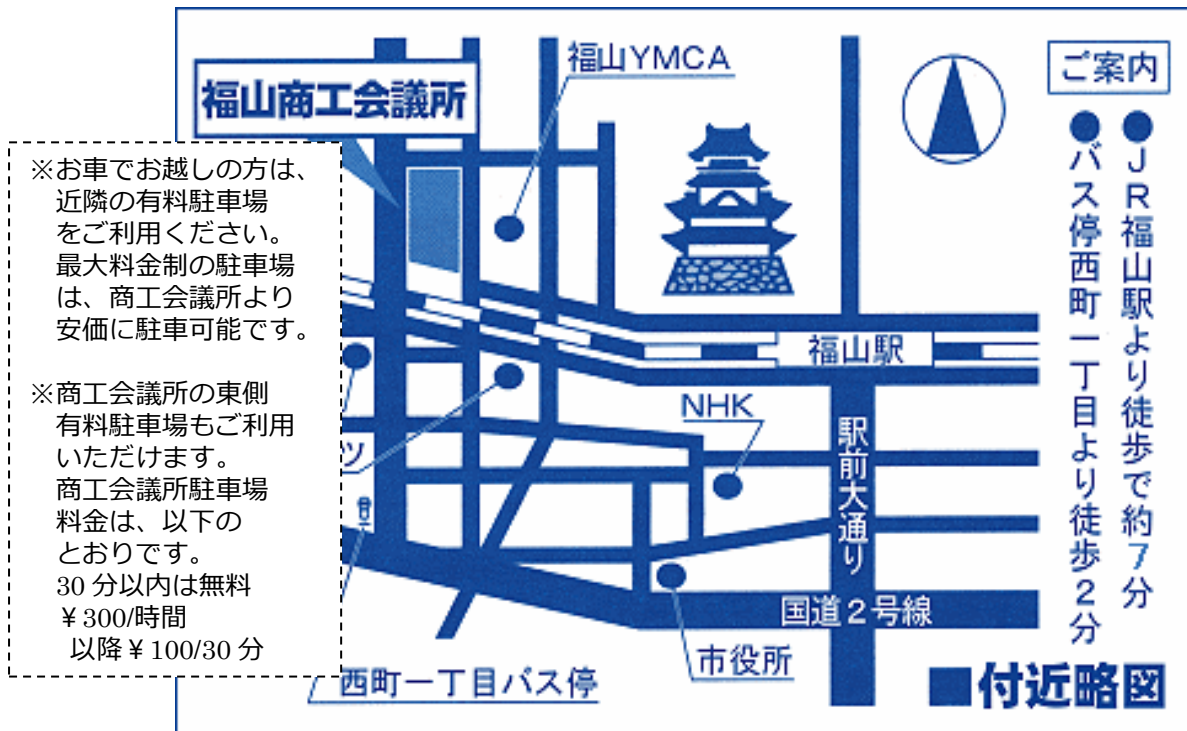 福山YMCA
ご案内
福山商工会議所
●JR福山駅より徒歩で約7分
●バス停西町一丁目より徒歩2分
※お車でお越しの方は、
近隣の有料駐車場
をご利用ください。
最大料金制の駐車場
は、商工会議所より
安価に駐車可能です。
※商工会議所の東側
有料駐車場もご利用
いただけます。
商工会議所駐車場
料金は、以下の
とおりです。
30分以内は無料
¥300/時間
以降¥100/30分
福山駅
NHK
ツ
駅前大通り
国道2号線
市役所
西町一丁目バス停
■付近略図